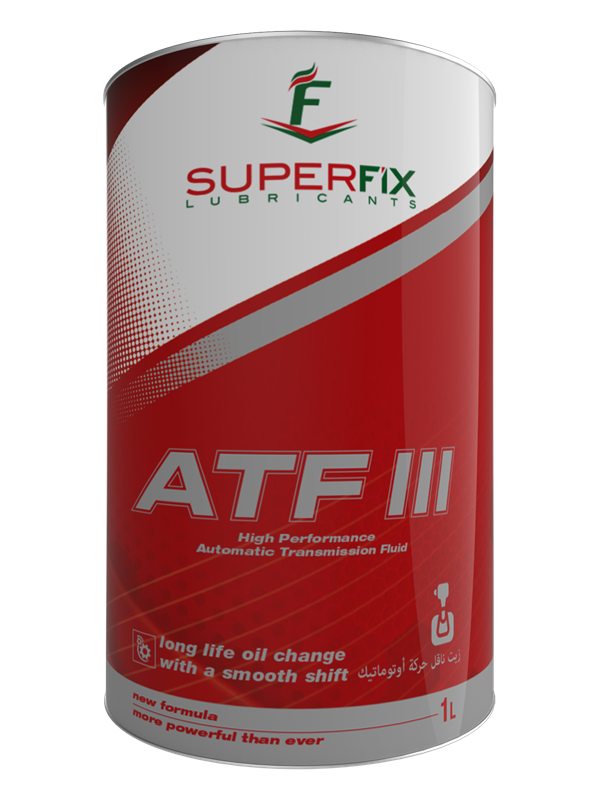 F
SUPERFIX
LUBRICANTS
ATF III
High Performance
Automatic Transmission Fluid
long life oil change
with a smooth shift
زيت ناقل حركة أوتوماتيك
new formula
more powerful than ever
1L